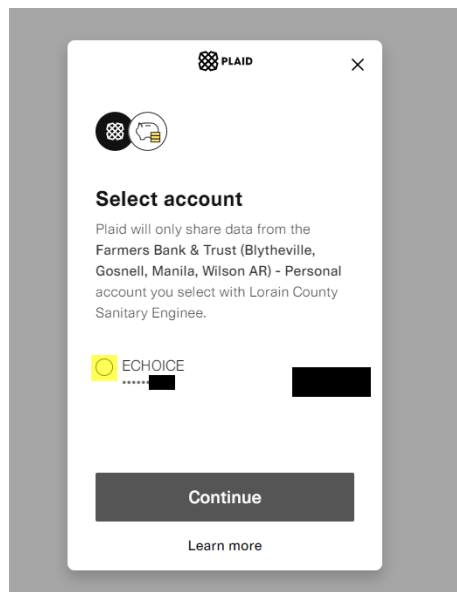 PLAID
Select account
Plaid will only share data from the
Farmers Bank & Trust (Blytheville,
Gosnell, Manila, Wilson AR) - Personal
account you select with Lorain County
Sanitary Enginee.
ECHOICE
••••••
Continue
Learn more